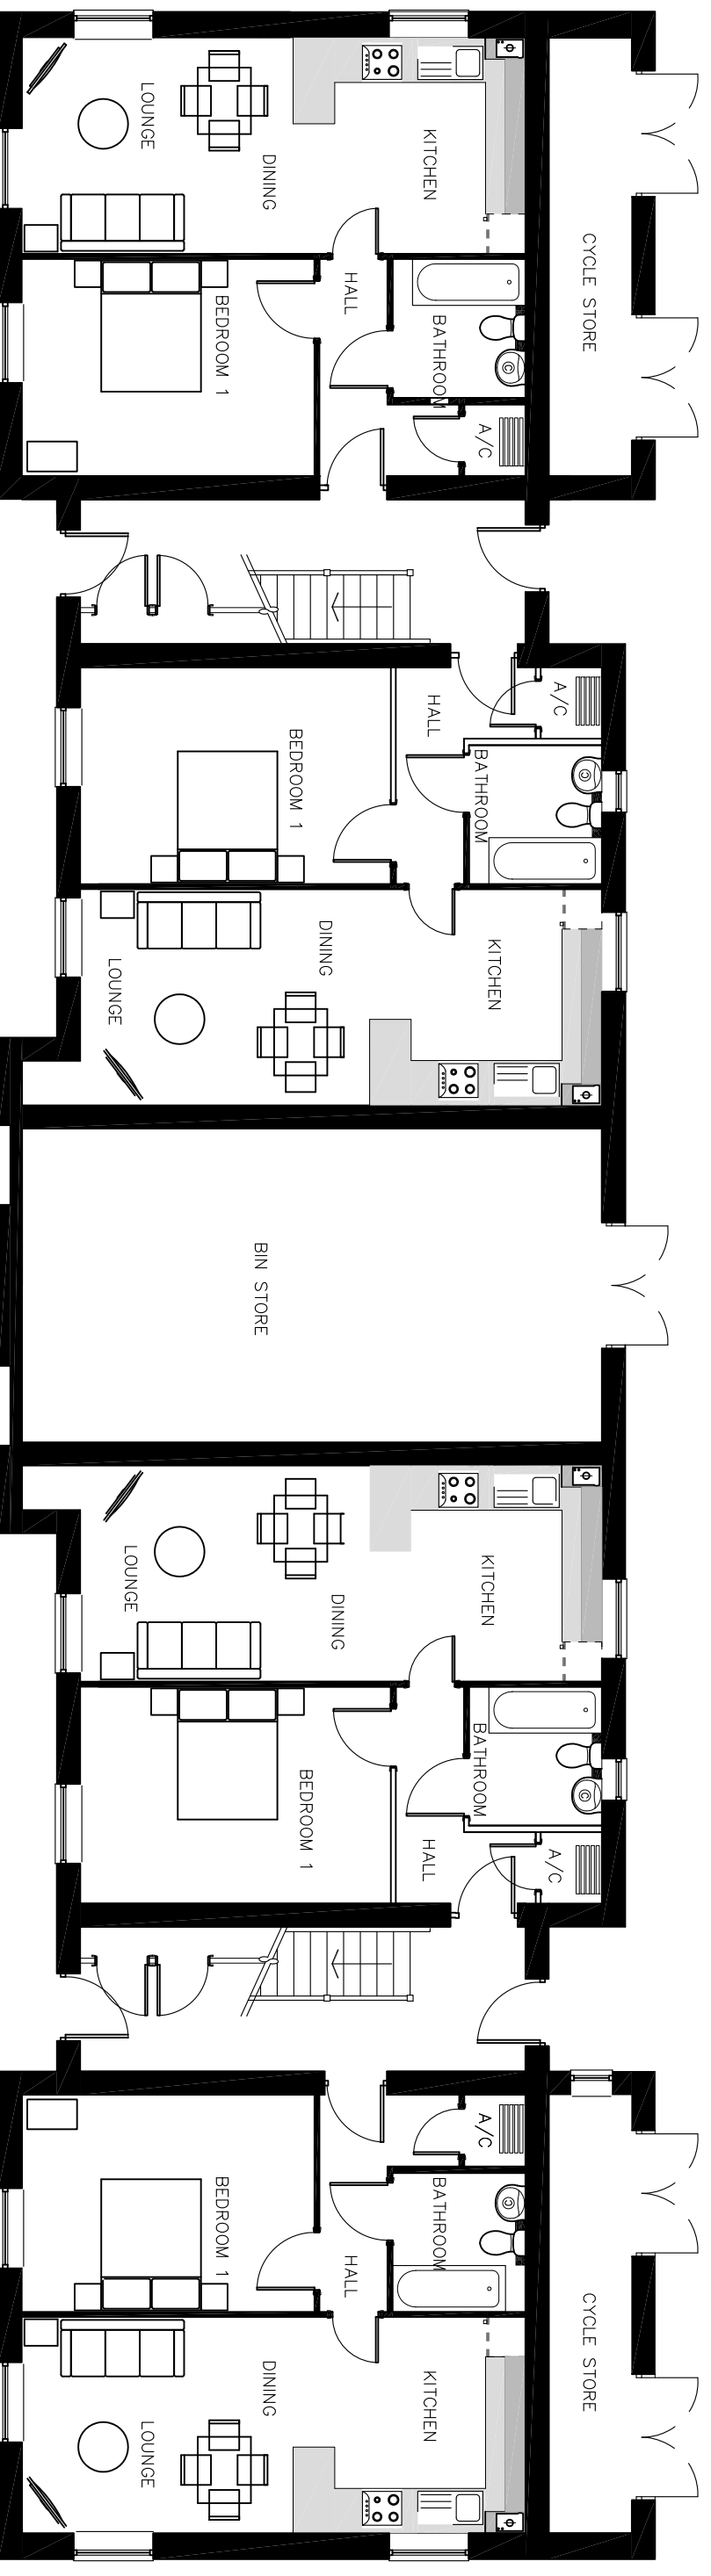 LOUNGE
DINING
KITCHEN
CYCLE STORE
HALL
BEDROOM 1
BATHROOM
A/C
A/C
HALL
BEDROOM 1
BATHROOM
DINING
KITCHEN
LOUNGE
BIN STORE
LOUNGE
KITCHEN
DINING
BATHROOM
BEDROOM 1
HALL
A/C
A/C
BEDROOM 1
BATHROOM
HALL
CYCLE STORE
DINING
KITCHEN
LOUNGE